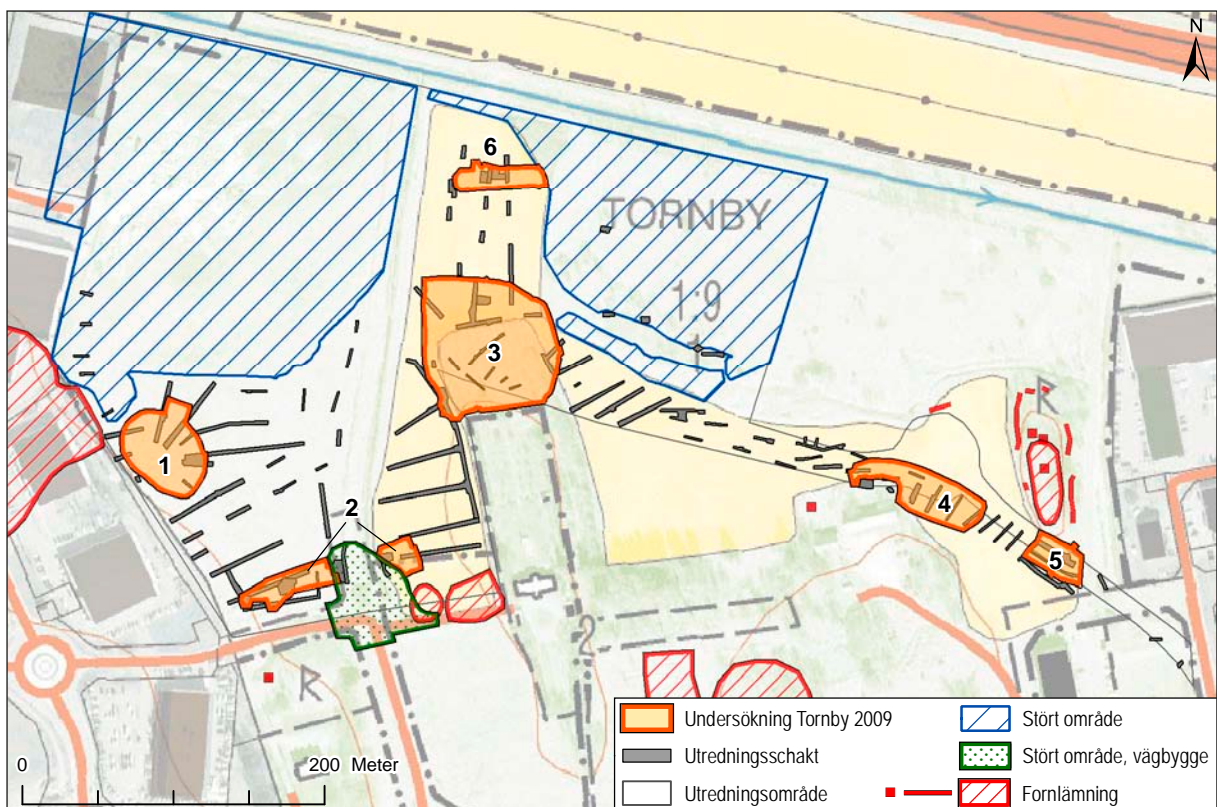 N
6
TORNBY
1:9
1
3
1
2
4
5
R
2
R
0
200 Meter
Undersökning Tornby 2009
Utredningsschakt
Utredningsområde
Stört område
Stört område, vägbygge
Fornlämning